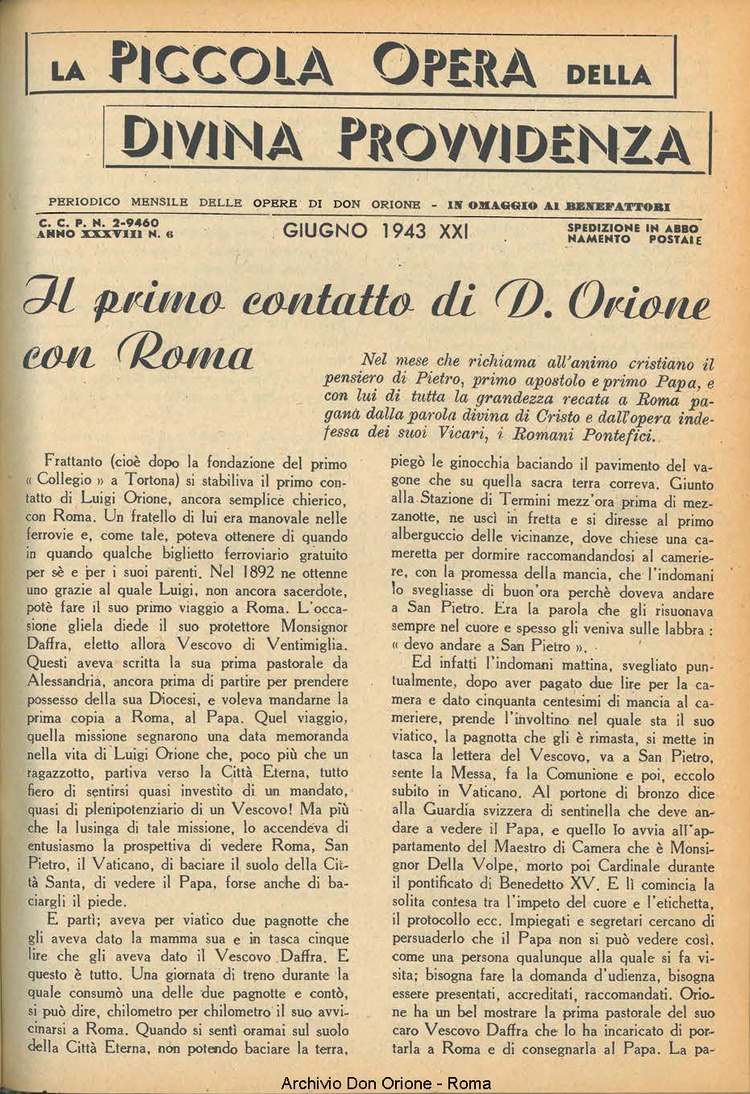 LA PICCOLA OPERA DELLA
DIVINA PROVVIDENZA
PERIODICO MENSILE DELLE OPERE DI DON ORIONE - IN OMAGGIO AI BENEFATTORI
C. C. P. N. 2-9460
ANNO XXXVIII N. 6
GIUGNO 1943 XXI
SPEDIZIONE IN ABBO
NAMENTO POSTALE
Il primo contatto di D. Orione
con Roma
Nel mese che richiama all'animo cristiano il
pensiero di Pietro, primo apostolo e primo Papa, e
con lui di tutta la grandezza recata a Roma pa-
gana dalla parola divina di Cristo e dall'opera inde-
fessa dei suoi Vicari, i Romani Pontefici.
Frattanto (cioè dopo la fondazione del primo
« Collegio » a Tortona) si stabiliva il primo con-
tatto di Luigi Orione, ancora semplice chierico,
con Roma. Un fratello di lui era manovale nelle
ferrovie e, come tale, poteva ottenere di quando
in quando qualche biglietto ferroviario gratuito
per sè e per i suoi parenti. Nel 1892 ne ottenne
uno grazie al quale Luigi, non ancora sacerdote,
potè fare il suo primo viaggio a Roma. L'occa-
sione gliela diede il suo protettore Monsignor
Daffra, eletto allora Vescovo di Ventimiglia.
Questi aveva scritta la sua prima pastorale da
Alessandria, ancora prima di partire per prendere
possesso della sua Diocesi, e voleva mandarne la
prima copia a Roma, al Papa. Quel viaggio,
quella missione segnarono una data memoranda
nella vita di Luigi Orione che, poco più che un
ragazzotto, partiva verso la Città Eterna, tutto
fiero di sentirsi quasi investito di un mandato,
quasi di plenipotenziario di un Vescovo! Ma più
che la lusinga di tale missione, lo accendeva di
entusiasmo la prospettiva di vedere Roma, San
Pietro, il Vaticano, di baciare il suolo della Cit-
tà Santa, di vedere il Papa, forse anche di ba-
ciargli il piede.
E partì; aveva per viatico due pagnotte che
gli aveva dato la mamma sua e in tasca cinque
lire che gli aveva dato il Vescovo Daffra. E
questo è tutto. Una giornata di treno durante la
quale consumò una delle due pagnotte e contò,
si può dire, chilometro per chilometro il suo avvi-
cinarsi a Roma. Quando si sentì oramai sul suolo
della Città Eterna, non potendo baciare la terra,
piegò le ginocchia baciando il pavimento del va-
gone che su quella sacra terra correva. Giunto
alla Stazione di Termini mezz'ora prima di mez-
zanotte, ne uscì in fretta e si diresse al primo
alberguccio delle vicinanze, dove chiese una ca-
meretta per dormire raccomandandosi al camerie-
re, con la promessa della mancia, che l'indomani
lo svegliasse di buon'ora perchè doveva andare
a San Pietro. Era la parola che gli risuonava
sempre nel cuore e spesso gli veniva sulle labbra :
« devo andare a San Pietro ».
Ed infatti l'indomani mattina, svegliato pun-
tualmente, dopo aver pagato due lire per la ca-
mera e dato cinquanta centesimi di mancia al ca-
meriere, prende l'involtino nel quale sta il suo
viatico, la pagnotta che gli è rimasta, si mette in
tasca la lettera del Vescovo, va a San Pietro,
sente la Messa, fa la Comunione e poi, eccolo
subito in Vaticano. Al portone di bronzo dice
alla Guardia svizzera di sentinella che deve an-
dare a vedere il Papa, e quello lo avvia all'ap-
partamento del Maestro di Camera che è Monsi-
gnor Della Volpe, morto poi Cardinale durante
il pontificato di Benedetto XV. E lì comincia la
solita contesa tra l'impeto del cuore e l'etichetta,
il protocollo ecc. Impiegati e segretari cercano di
persuaderlo che il Papa non si può vedere così,
come una persona qualunque alla quale si fa vi-
sita; bisogna fare la domanda d'udienza, bisogna
essere presentati, accreditati, raccomandati. Orio-
ne ha un bel mostrare la prima pastorale del suo
caro Vescovo Daffra che lo ha incaricato di por-
tarla a Roma e di consegnarla al Papa. La pa-
Archivio Don Orione - Roma